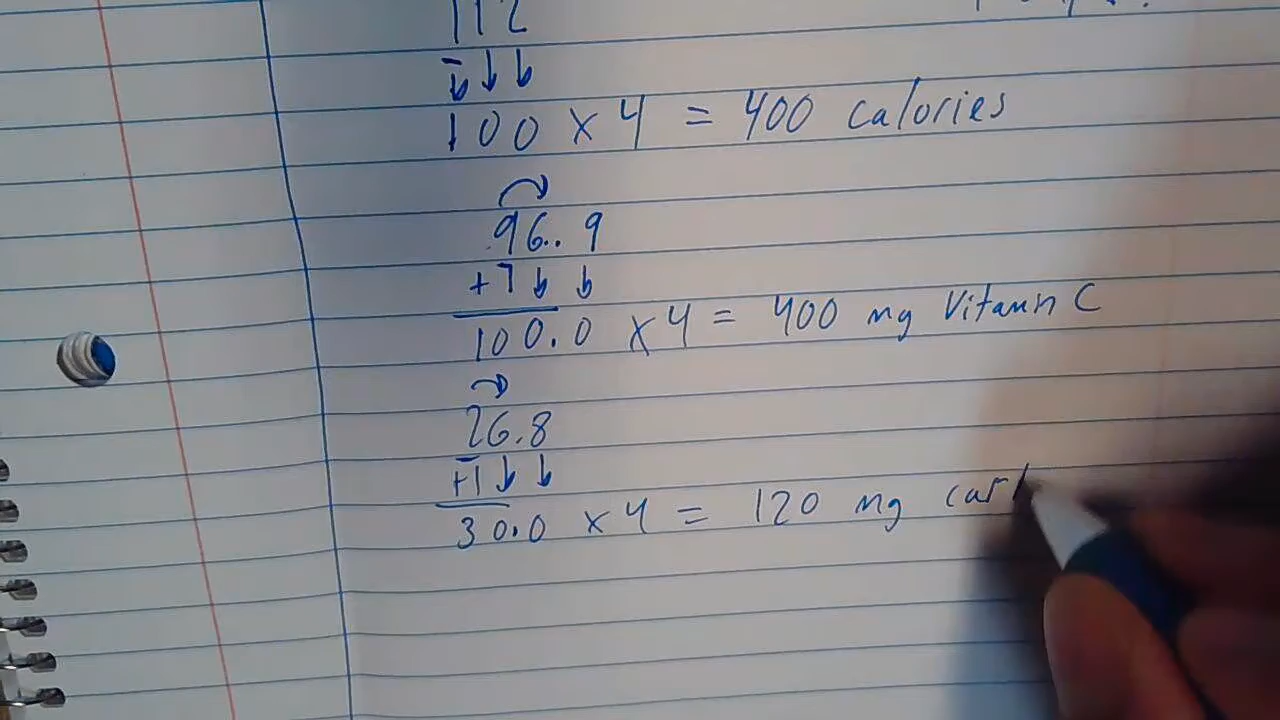 112
100 x 4 = 400 calories
96.9
+1
100.0 x 4 = 400 mg Vitamin C
26.8
+1
30.0 x 4 = 120 mg car